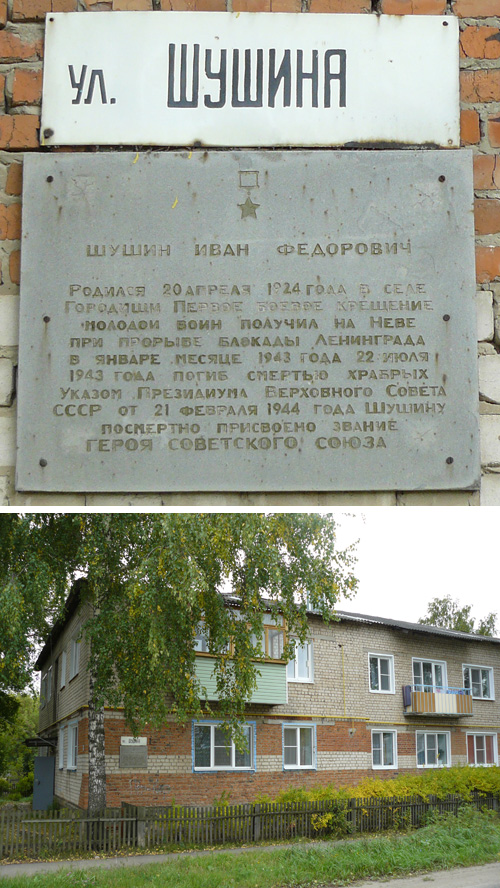 УЛ. ШУШИНА
ШУШИН ИВАН ФЕДОРОВИЧ
РОДИЛСЯ 20 АПРЕЛЯ 1924 ГОДА В СЕЛЕ
ГОРОДИЩИ ПЕРВОЕ БОЕВОЕ КРЕЩЕНИЕ
МОЛОДОЙ ВОИН ПОЛУЧИЛ НА НЕВЕ
ПРИ ПРОРЫВЕ БЛОКАДЫ ЛЕНИНГРАДА
В ЯНВАРЕ МЕСЯЦЕ 1943 ГОДА 22 ИЮЛЯ
1943 ГОДА ПОГИБ СМЕРТЬЮ ХРАБРЫХ
УКАЗОМ ПРЕЗИДИУМА ВЕРХОВНОГО СОВЕТА
СССР ОТ 21 ФЕВРАЛЯ 1944 ГОДА ШУШИНУ
ПОСМЕРТНО ПРИСВОЕНО ЗВАНИЕ
ГЕРОЯ СОВЕТСКОГО СОЮЗА